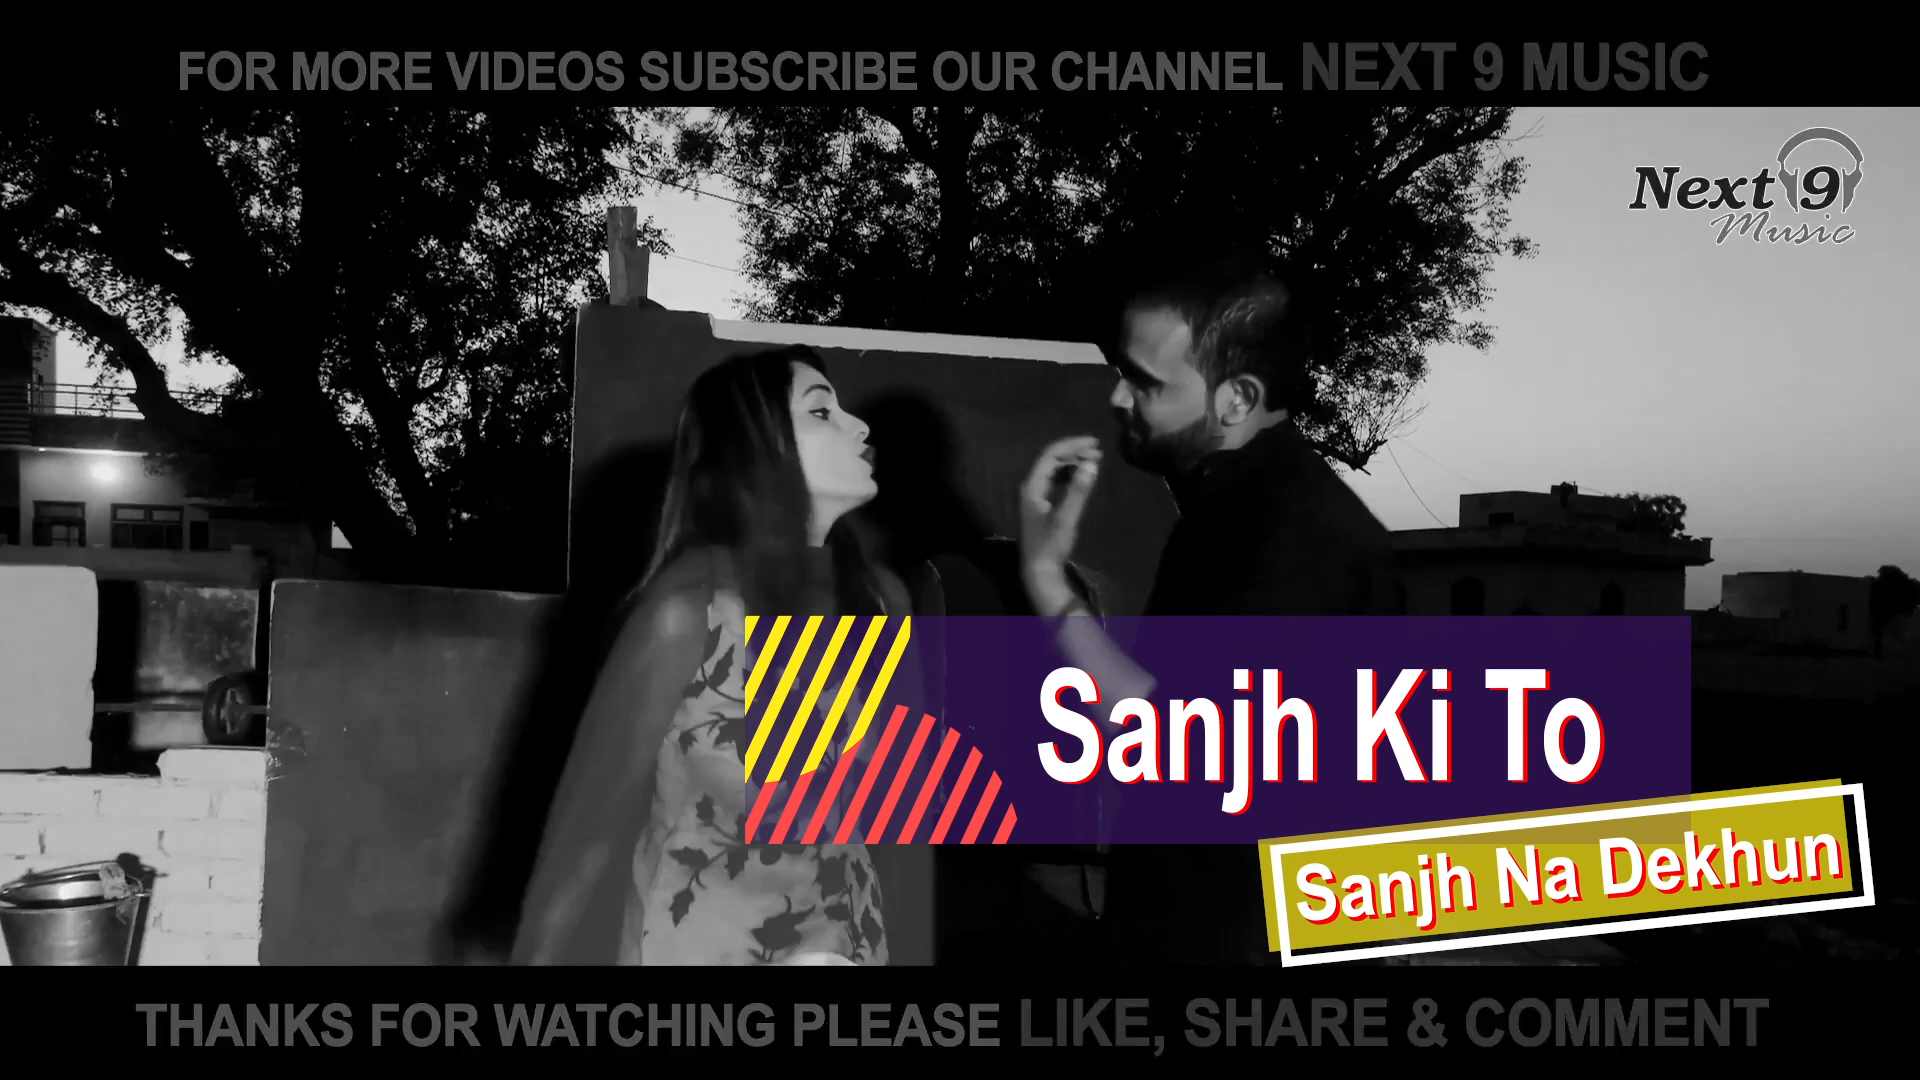 FOR MORE VIDEOS SUBSCRIBE OUR CHANNEL NEXT 9 MUSIC
Next 9
Music
Sanjh Ki To
Sanjh Na Dekhun
THANKS FOR WATCHING PLEASE LIKE, SHARE & COMMENT